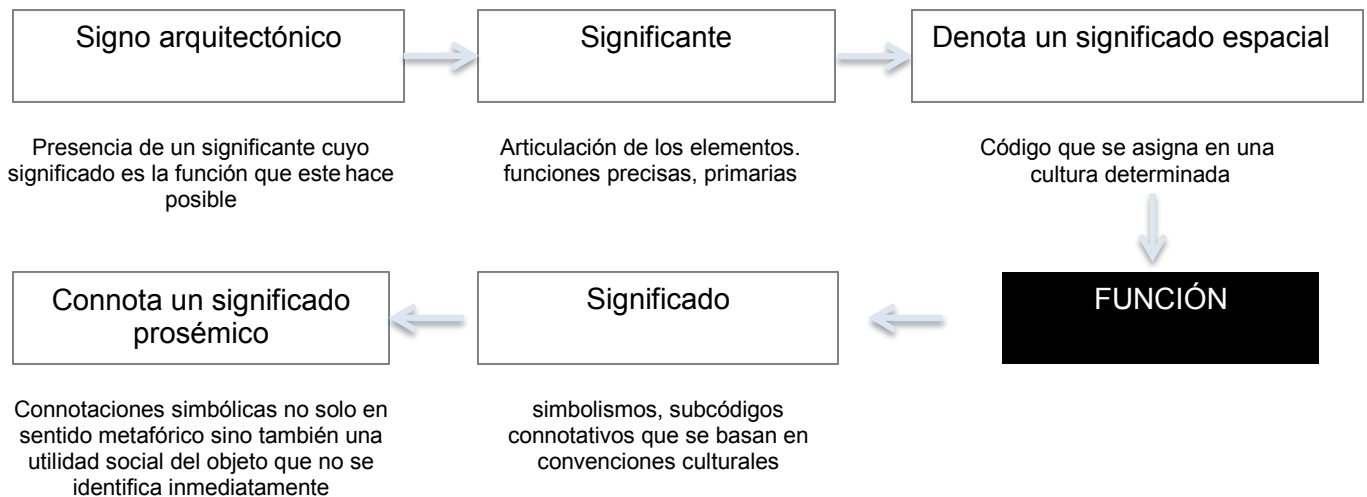 Signo arquitectónico
Significante
Denota un significado espacial
Presencia de un significante cuyo
significado es la función que este hace
posible
Articulación de los elementos.
funciones precisas, primarias
Código que se asigna en una
cultura determinada
Connota un significado
prosémico
Significado
FUNCIÓN
Connotaciones simbólicas no solo en
sentido metafórico sino también una
utilidad social del objeto que no se
identifica inmediatamente
simbolismos, subcódigos
connotativos que se basan en
convenciones culturales